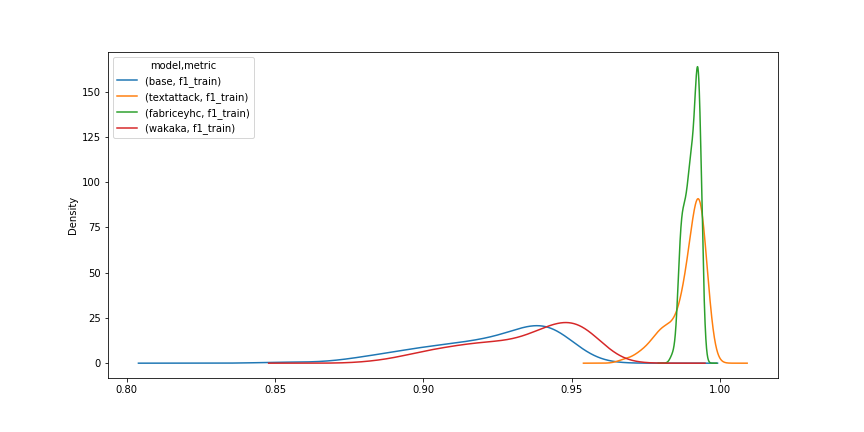 model,metric
(base, f1_train)
(textattack, f1_train)
(fabriceyhc, f1_train)
(wakaka, f1_train)
Density
150
125
100
75
50
25
0
0.80 0.85 0.90 0.95 1.00